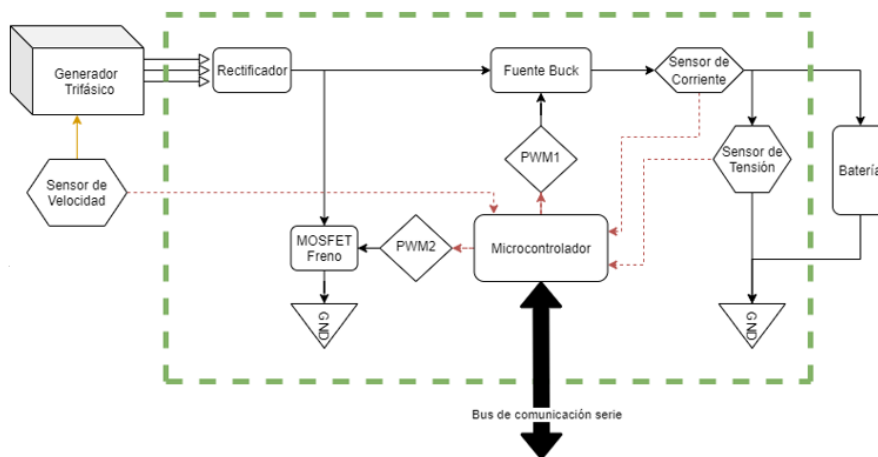 Generador
Trifásico
Rectificador
Fuente Buck
Sensor de
Corriente
PWM1
Sensor de
Tensión
Batería
Sensor de
Velocidad
MOSFET
Freno
PWM2
Microcontrolador
GND
GND
Bus de comunicación serie